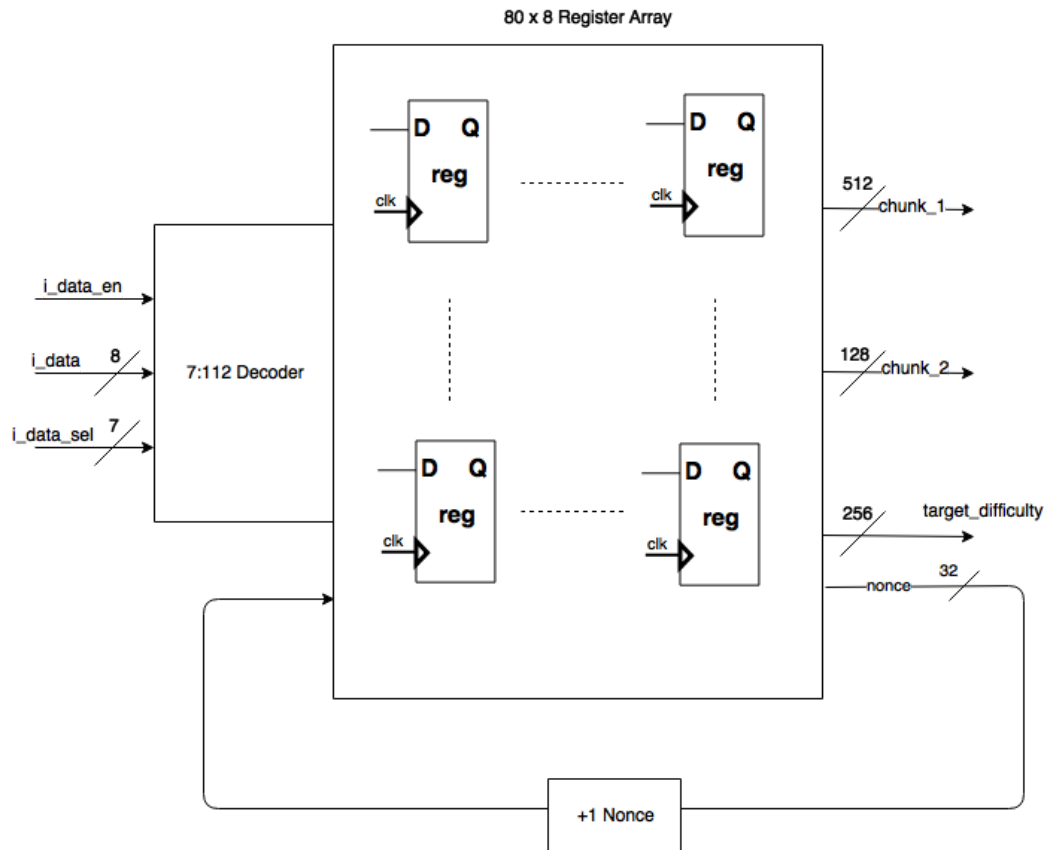 80 x 8 Register Array
D Q
reg
clk
D Q
reg
clk
512
chunk_1
i_data_en
i_data
8
7:112 Decoder
128
chunk_2
i_data_sel
7
D Q
reg
clk
D Q
reg
clk
256
target_difficulty
nonce
32
+1 Nonce